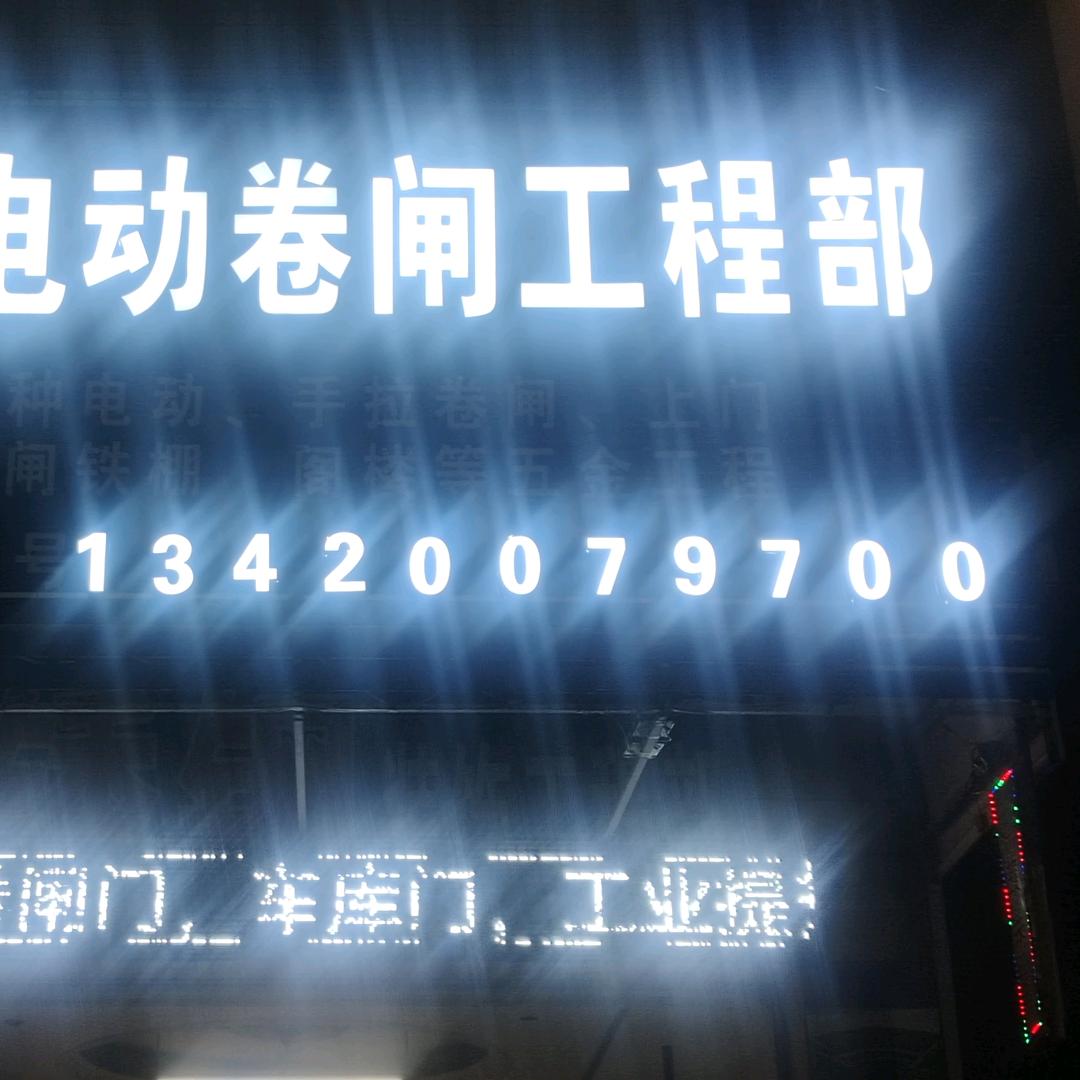 电动卷闸工程部
种电动、手拉卷闸、上门
闸铁棚 阁楼等五金工程
号 13420079700
闸门、车库门、工业提